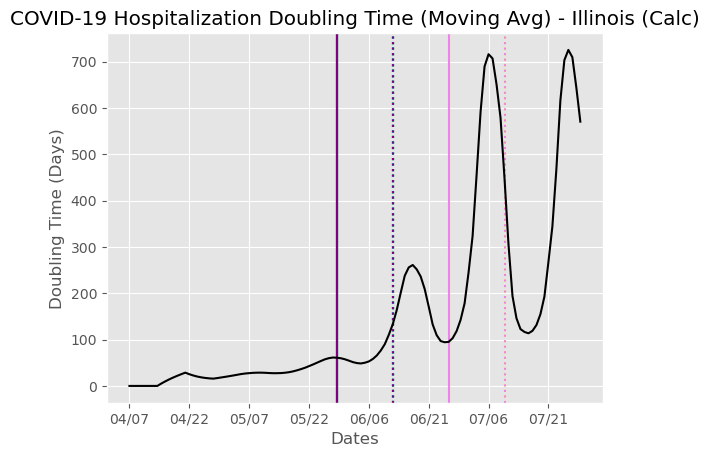 COVID-19 Hospitalization Doubling Time (Moving Avg) - Illinois (Calc)
Doubling Time (Days)
700
600
500
400
300
200
100
0
04/07 04/22 05/07 05/22 06/06 06/21 07/06 07/21
Dates